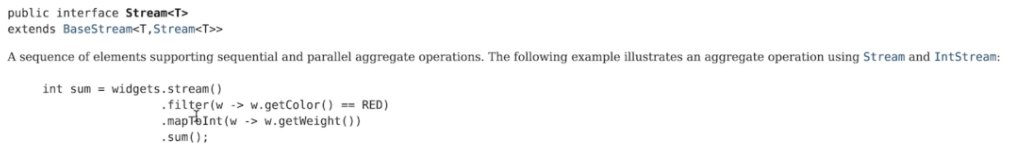 public interface Stream<T>
extends BaseStream<T,Stream<T>>
A sequence of elements supporting sequential and parallel aggregate operations. The following example illustrates an aggregate operation using Stream and IntStream:
int sum = widgets.stream()
.filter(w -> w.getColor() == RED)
.mapToInt(w -> w.getWeight())
.sum();